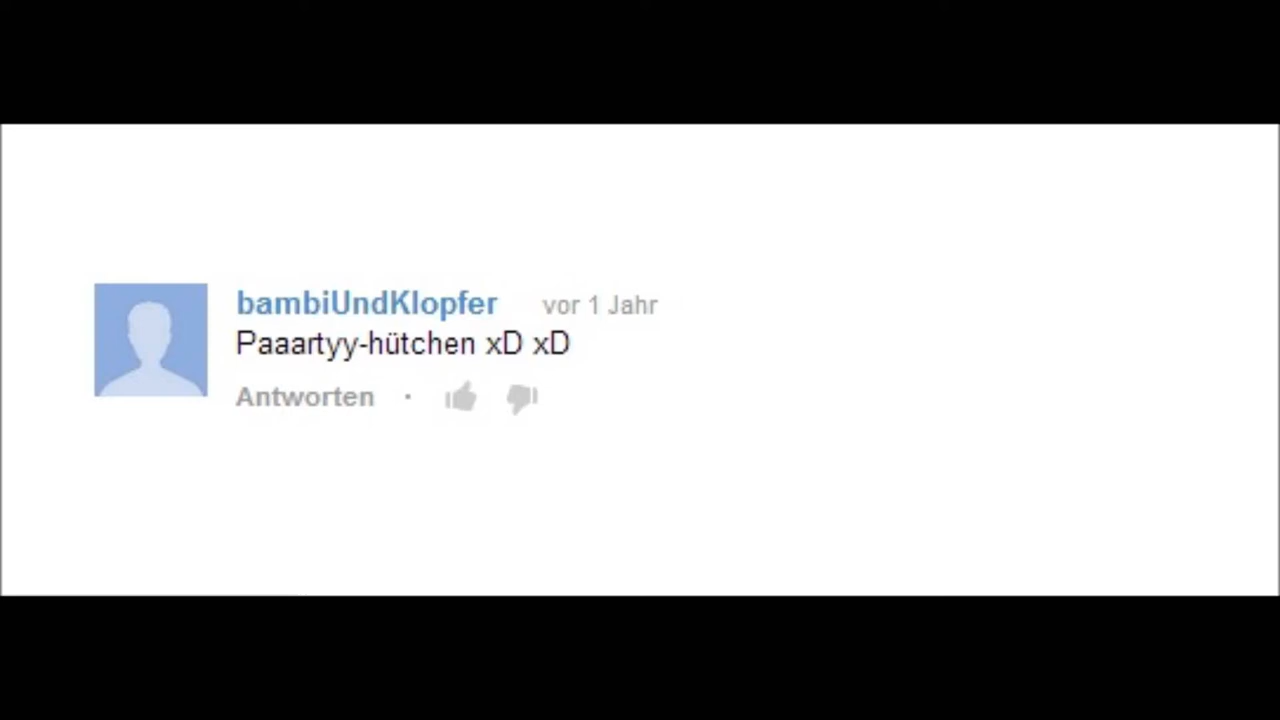 bambiUndKlopfer vor 1 Jahr
Paaartyy-hütchen xD xD
Antworten ·